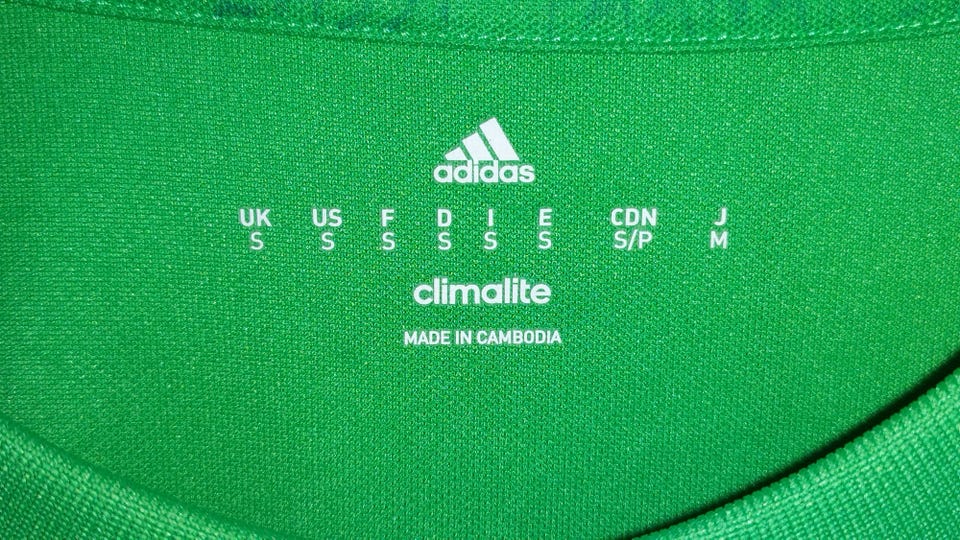 adidas
UK US F D I E CDN J
S S S S S S S/P M
climalite
MADE IN CAMBODIA